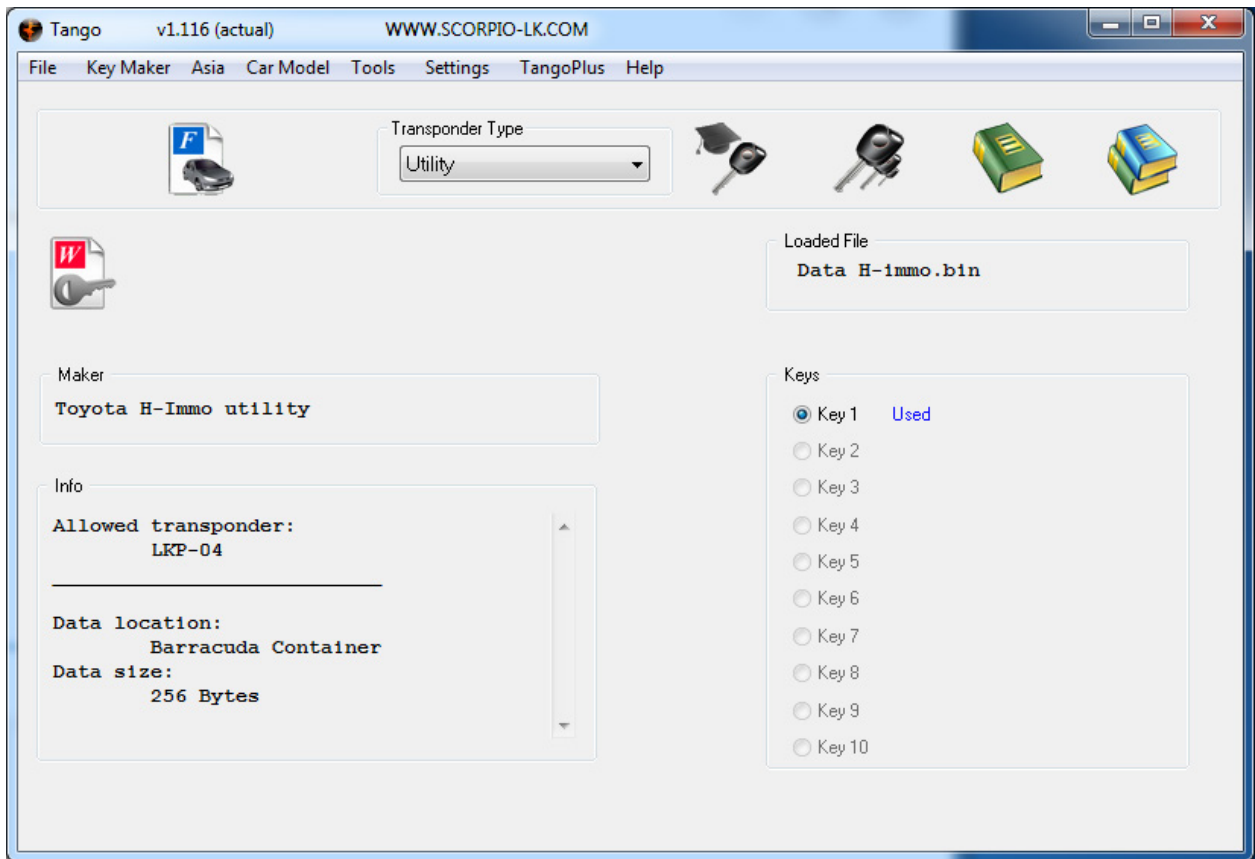 Tango v1.116 (actual) WWW.SCORPIO-LK.COM
File Key Maker Asia Car Model Tools Settings TangoPlus Help
F
Transponder Type
Utility
W
Loaded File
Data H-immo.bin
Maker
Toyota H-Immo utility
Info
Allowed transponder:
LKP-04
Data location:
Barracuda Container
Data size:
256 Bytes
Keys
Key 1 Used
Key 2
Key 3
Key 4
Key 5
Key 6
Key 7
Key 8
Key 9
Key 10